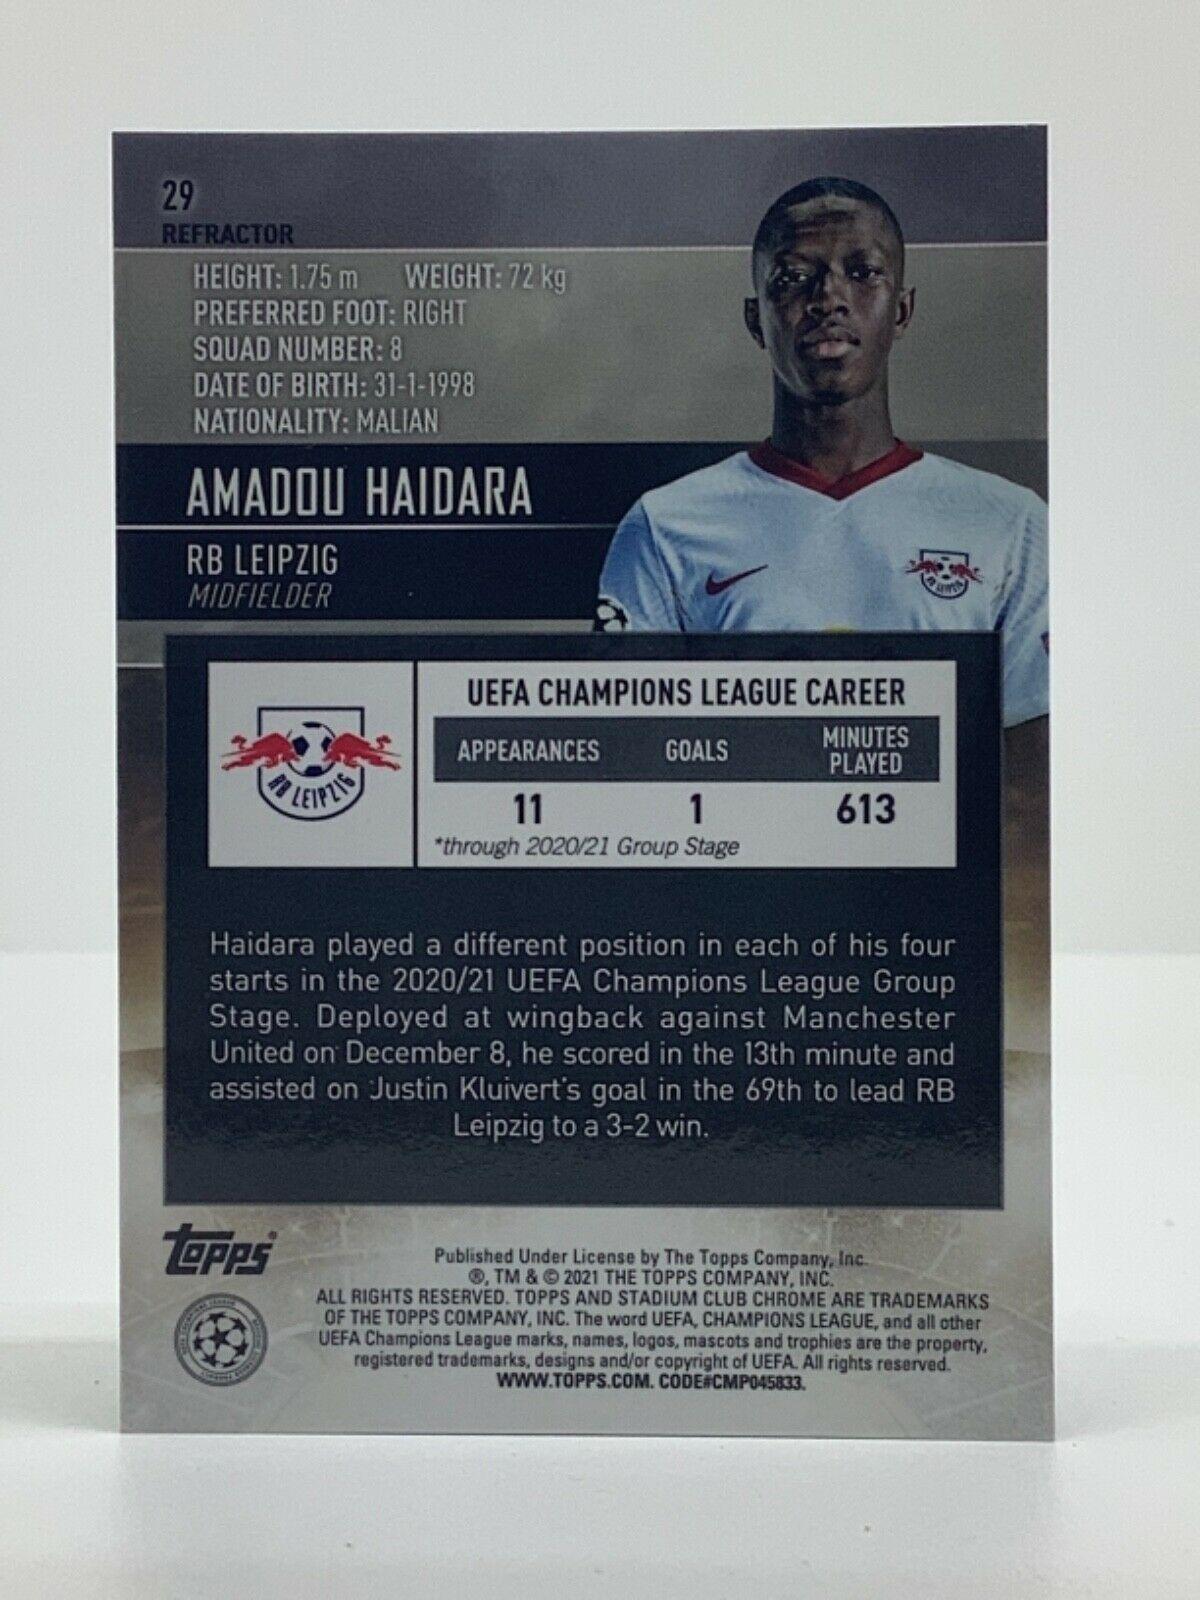 29
REFRACTOR
HEIGHT: 1.75 m WEIGHT: 72 kg
PREFERRED FOOT: RIGHT
SQUAD NUMBER: 8
DATE OF BIRTH: 31-1-1998
NATIONALITY: MALIAN
AMADOU HAIDARA
RB LEIPZIG
MIDFIELDER
RB LEIPZIG
RB LEIPZIG
UEFA CHAMPIONS LEAGUE CAREER
APPEARANCES GOALS MINUTES PLAYED
11 1 613
*through 2020/21 Group Stage
Haidara played a different position in each of his four
starts in the 2020/21 UEFA Champions League Group
Stage. Deployed at wingback against Manchester
United on December 8, he scored in the 13th minute and
assisted on Justin Kluivert's goal in the 69th to lead RB
Leipzig to a 3-2 win.
Topps®
Published Under License by The Topps Company, Inc.
®, TM & © 2021 THE TOPPS COMPANY, INC.
ALL RIGHTS RESERVED. TOPPS AND STADIUM CLUB CHROME ARE TRADEMARKS
OF THE TOPPS COMPANY, INC. The word UEFA, CHAMPIONS LEAGUE, and all other
UEFA Champions League marks, names, logos, mascots and trophies are the property,
registered trademarks, designs and/or copyright of UEFA. All rights reserved.
WWW.TOPPS.COM. CODE#CMP045833.